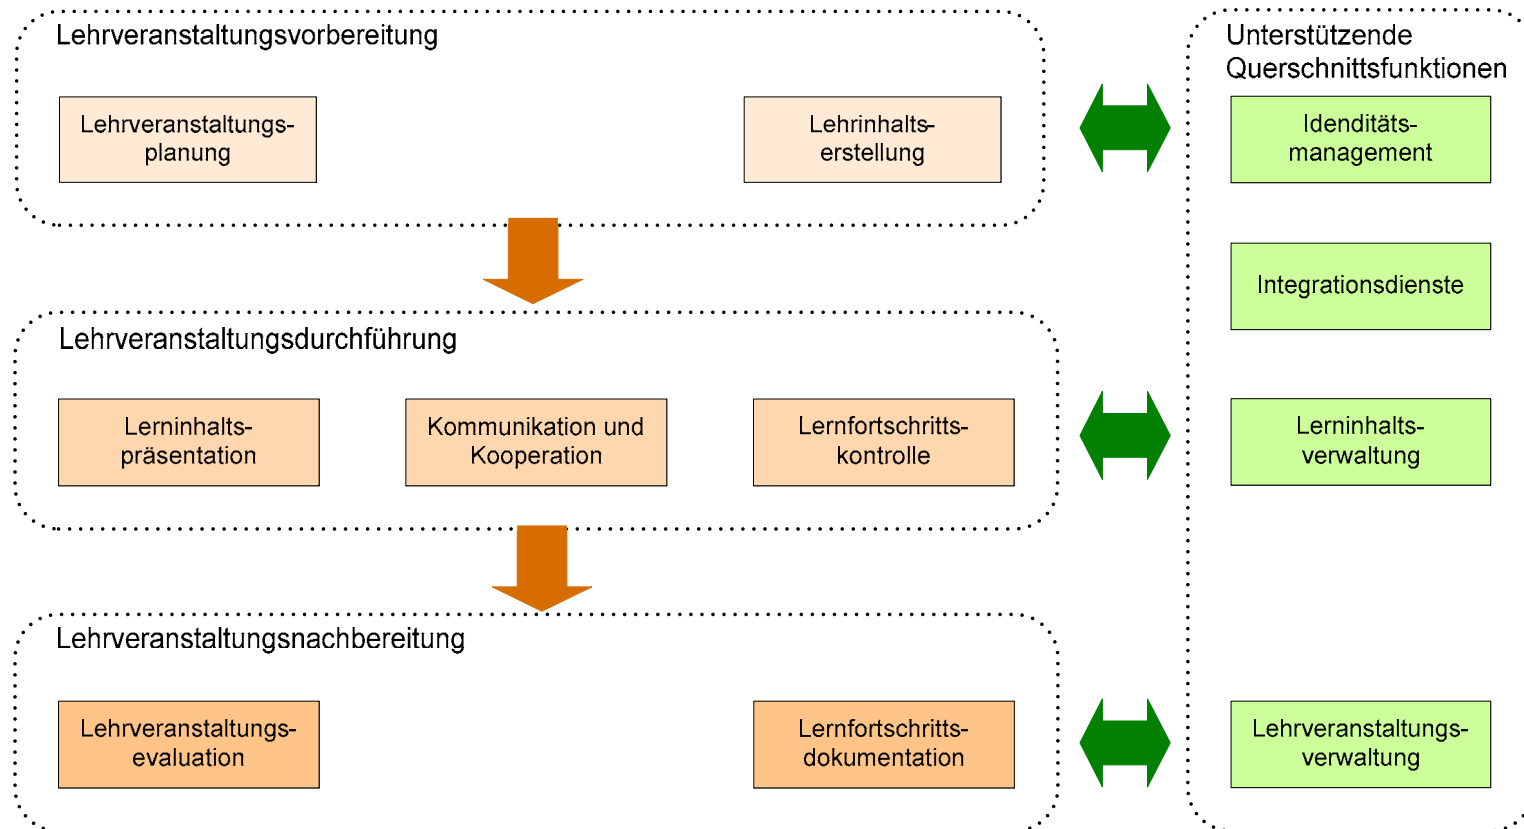 Lehrveranstaltungsvorbereitung
Lehrveranstaltungs-
planung
Lehrinhalts-
erstellung
Lehrveranstaltungsdurchführung
Lerninhalts-
präsentation
Kommunikation und
Kooperation
Lernfortschritts-
kontrolle
Lehrveranstaltungsnachbereitung
Lehrveranstaltungs-
evaluation
Lernfortschritts-
dokumentation
Unterstützende
Querschnittsfunktionen
Idenditäts-
management
Integrationsdienste
Lerninhalts-
verwaltung
Lehrveranstaltungs-
verwaltung